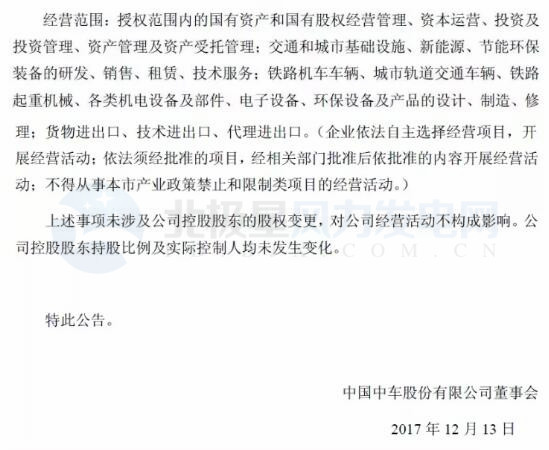 经营范围：授权范围内的国有资产和国有股权经营管理、资本运营、投资及
投资管理、资产管理及资产受托管理；交通和城市基础设施、新能源、节能环保
装备的研发、销售、租赁、技术服务；铁路机车车辆、城市轨道交通车辆、铁路
起重机械、各类机电设备及部件、电子设备、环保设备及产品的设计、制造、修
理；货物进出口、技术进出口、代理进出口。（企业依法自主选择经营项目，开
展经营活动；依法须经批准的项目，经相关部门批准后依批准的内容开展经营活
动；不得从事本市产业政策禁止和限制类项目的经营活动。）
上述事项未涉及公司控股股东的股权变更，对公司经营活动不构成影响。公
司控股股东持股比例及实际控制人均未发生变化。
北极星风力发电网
.COM.CN
特此公告。
中国中车股份有限公司董事会
2017 年 12 月 13 日